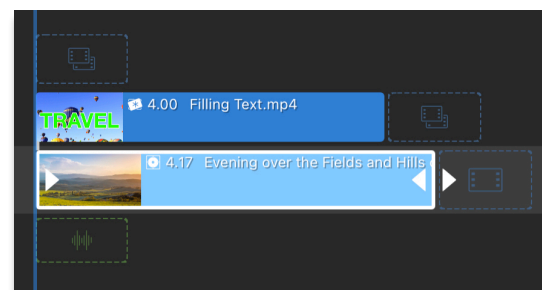 TRAVEL
4.00 Filling Text.mp4
4.17 Evening over the Fields and Hills